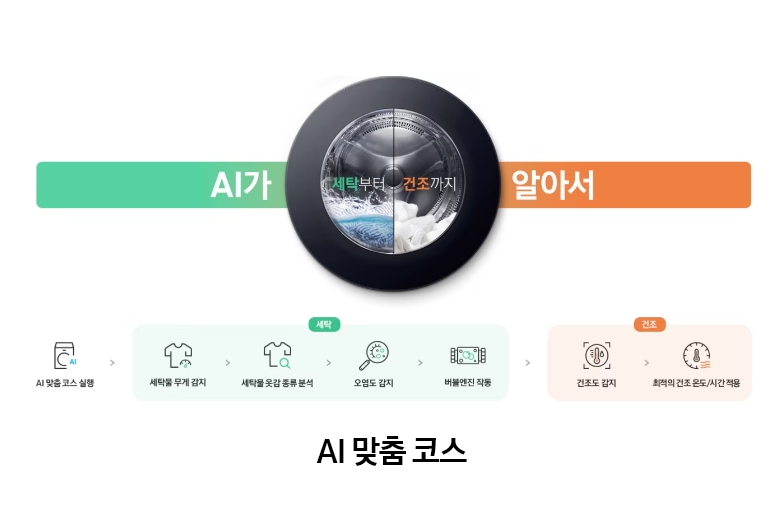 AI가 세탁부터 건조까지 알아서
세탁
건조
AI
AI 맞춤 코스 실행
세탁물 무게 감지
세탁물 옷감 종류 분석
오염도 감지
버블엔진 작동
건조도 감지
최적의 건조 온도/시간 적용
AI 맞춤 코스